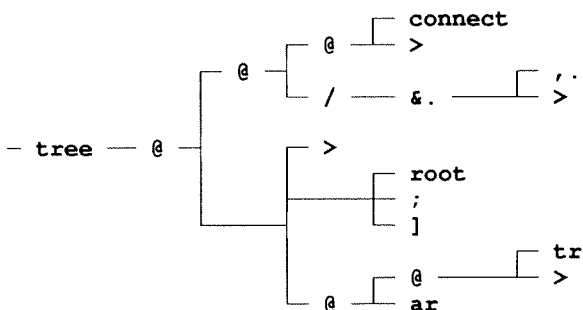 connect
@ >
@ ,.
/ &. >
tree @ >
root
;
]
tr
@ >
@ ar